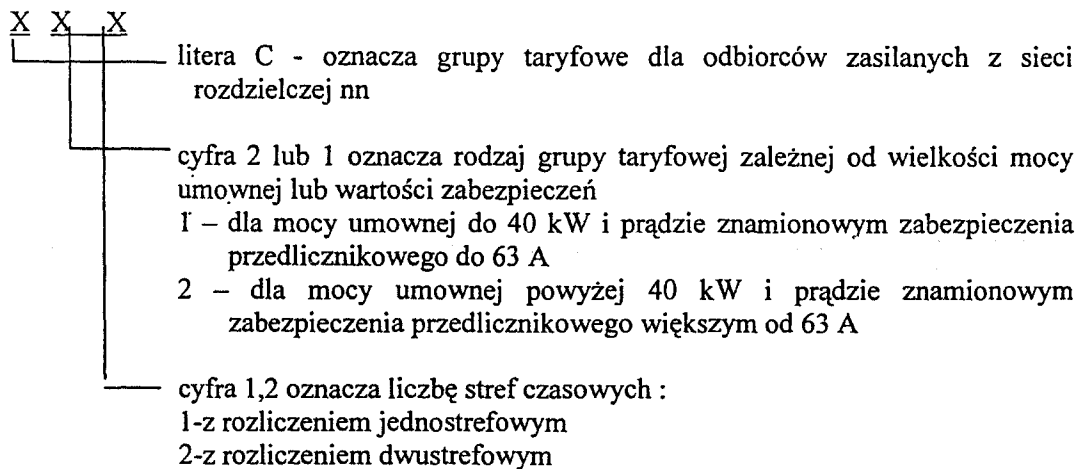 X X X
litera C - oznacza grupy taryfowe dla odbiorców zasilanych z sieci
rozdzielczej nn
cyfra 2 lub 1 oznacza rodzaj grupy taryfowej zależnej od wielkości mocy
umownej lub wartości zabezpieczeń
1 – dla mocy umownej do 40 kW i prądzie znamionowym zabezpieczenia
przedlicznikowego do 63 A
2 – dla mocy umownej powyżej 40 kW i prądzie znamionowym
zabezpieczenia przedlicznikowego większym od 63 A
cyfra 1,2 oznacza liczbę stref czasowych :
1-z rozliczeniem jednostrefowym
2-z rozliczeniem dwustrefowym